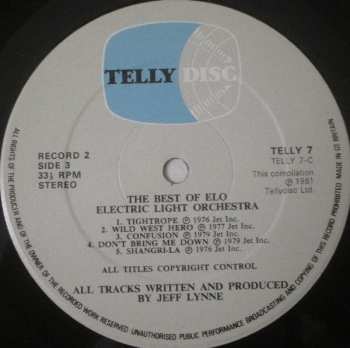 TELLY DISC
RECORD 2
SIDE 3
33⅓ RPM
STEREO
TELLY 7
TELLY 7-C
This compilation
℗ 1981
Tellydisc Ltd.
THE BEST OF ELO
ELECTRIC LIGHT ORCHESTRA
1. TIGHTROPE ℗ 1976 Jet Inc.
2. WILD WEST HERO ℗ 1977 Jet Inc.
3. CONFUSION ℗ 1979 Jet Inc.
4. DON'T BRING ME DOWN ℗ 1979 Jet Inc.
5. SHANGRI-LA ℗ 1976 Jet Inc.
ALL TITLES COPYRIGHT CONTROL
ALL TRACKS WRITTEN AND PRODUCED
BY JEFF LYNNE
ALL RIGHTS OF THE PRODUCER AND OF THE OWNER OF THE RECORDED WORK RESERVED UNAUTHORISED PUBLIC PERFORMANCE BROADCASTING AND COPYING OF THIS RECORD PROHIBITED